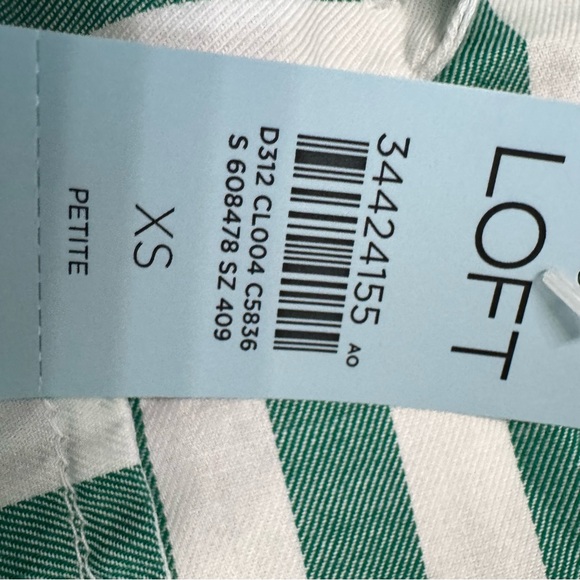 LOFT
34424155 AO
D312 CL004 C5836
S 608478 SZ 409
XS
PETITE